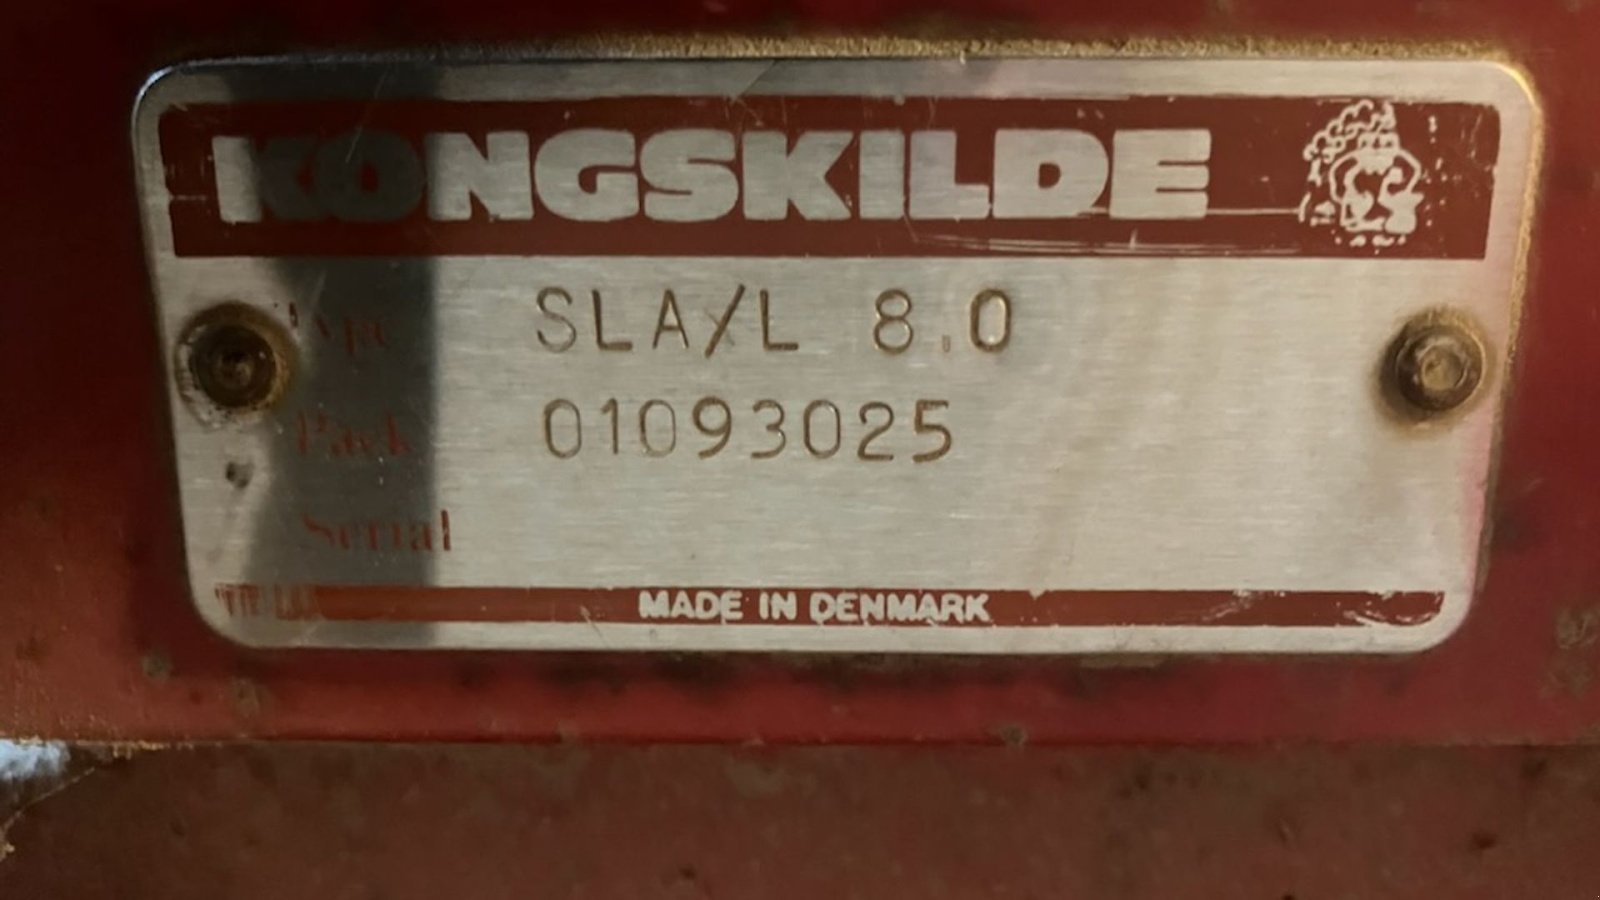 KONGSKILDE
Type SLA/L 8.0
Pack 01093025
Serial
MADE IN DENMARK